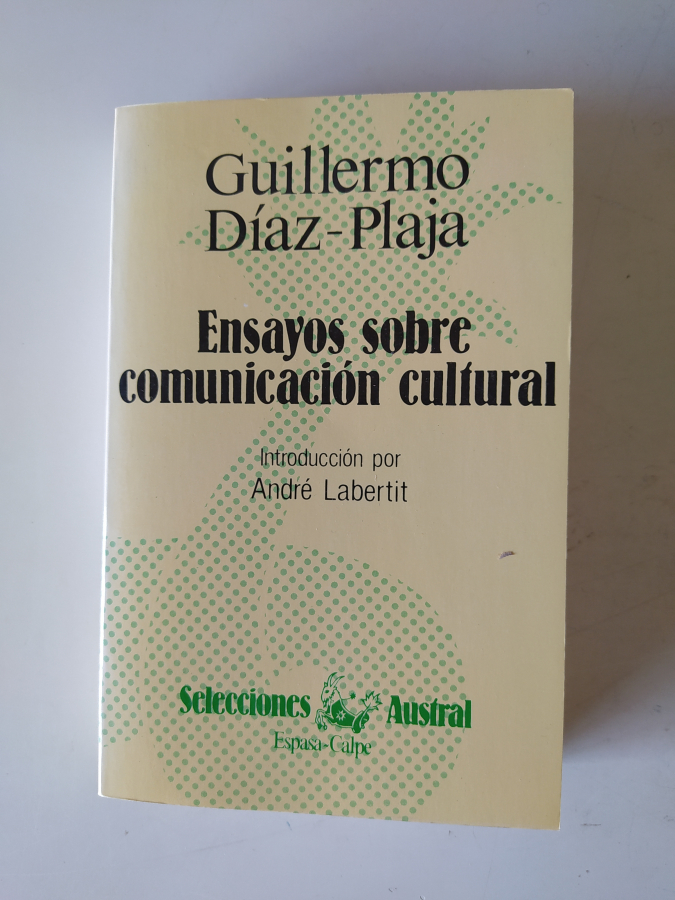 Guillermo
Díaz-Plaja
Ensayos sobre
comunicación cultural
Introducción por
André Labertit
Selecciones Austral
Espasa-Calpe